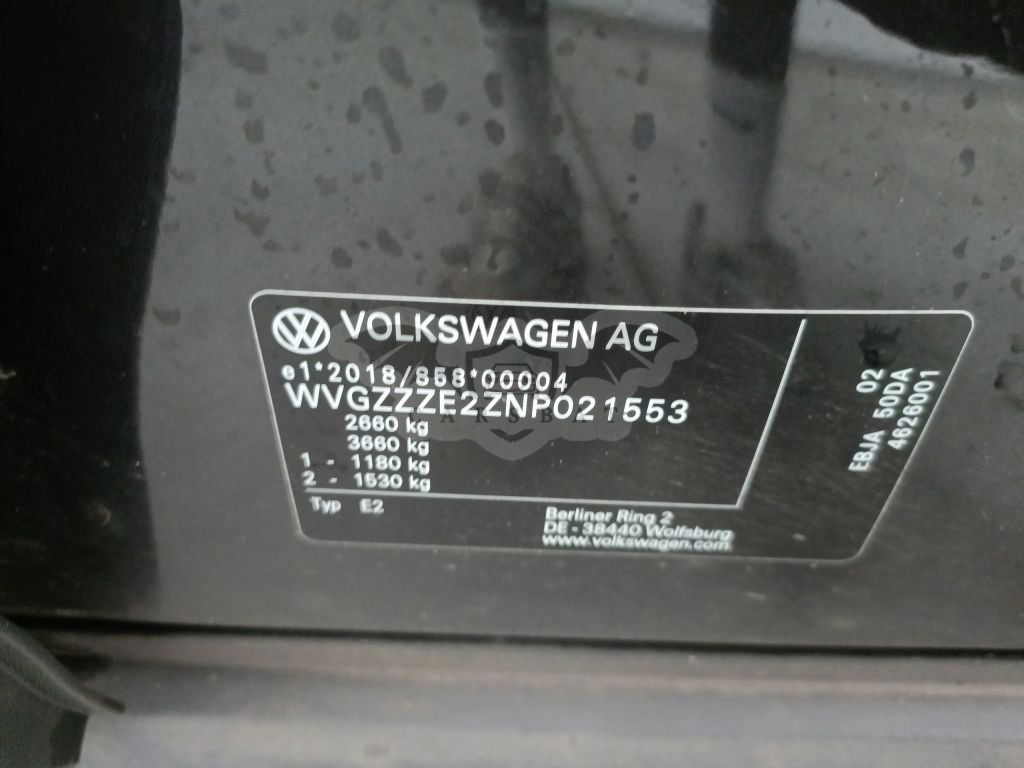 VOLKSWAGEN AG
e1*2018/858*00004
WVGZZZE2ZNP021553
2660 kg
3660 kg
1 - 1180 kg
2 - 1530 kg
Typ E2
Berliner Ring 2
DE - 38440 Wolfsburg
www.volkswagen.com
02
EBJA 50DA
4626001